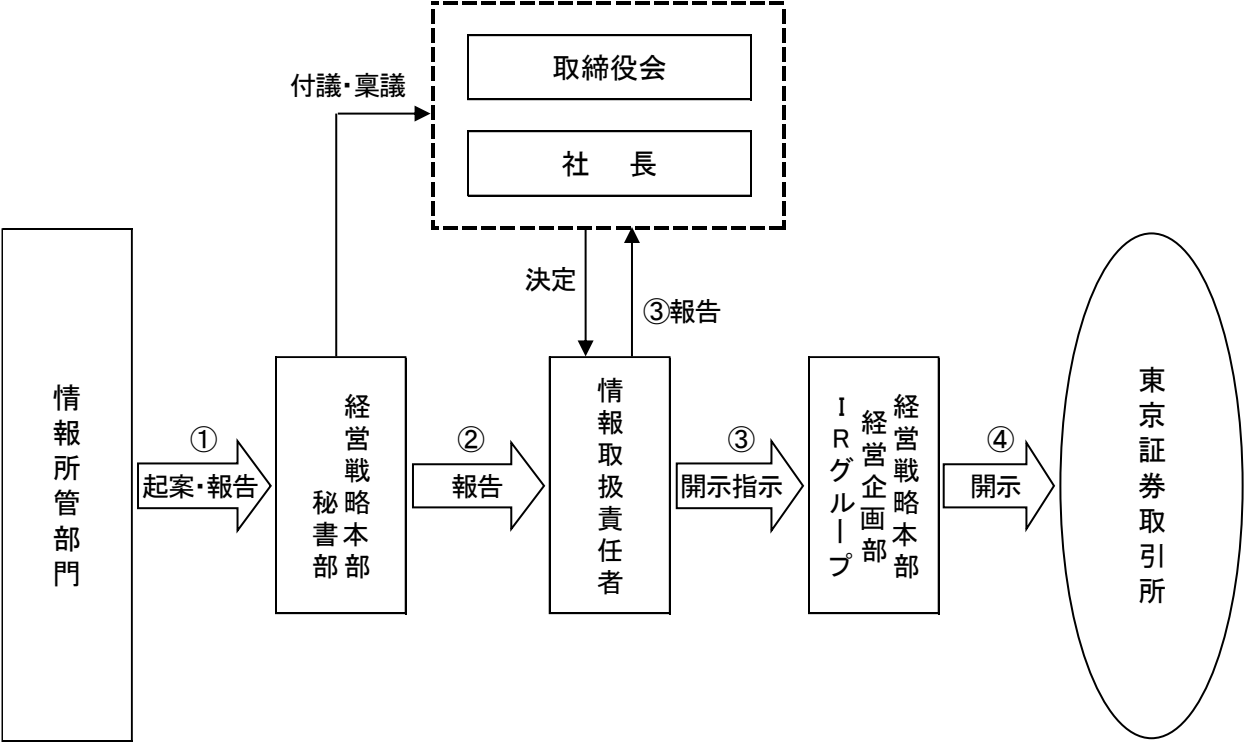 取締役会
付議・稟議
社　長
決定
③報告
情報所管部門
①
起案・報告
経営戦略本部
秘書部
②
報告
情報取扱責任者
③
開示指示
経営戦略本部
経営企画部
ＩＲグループ
④
開示
東京証券取引所